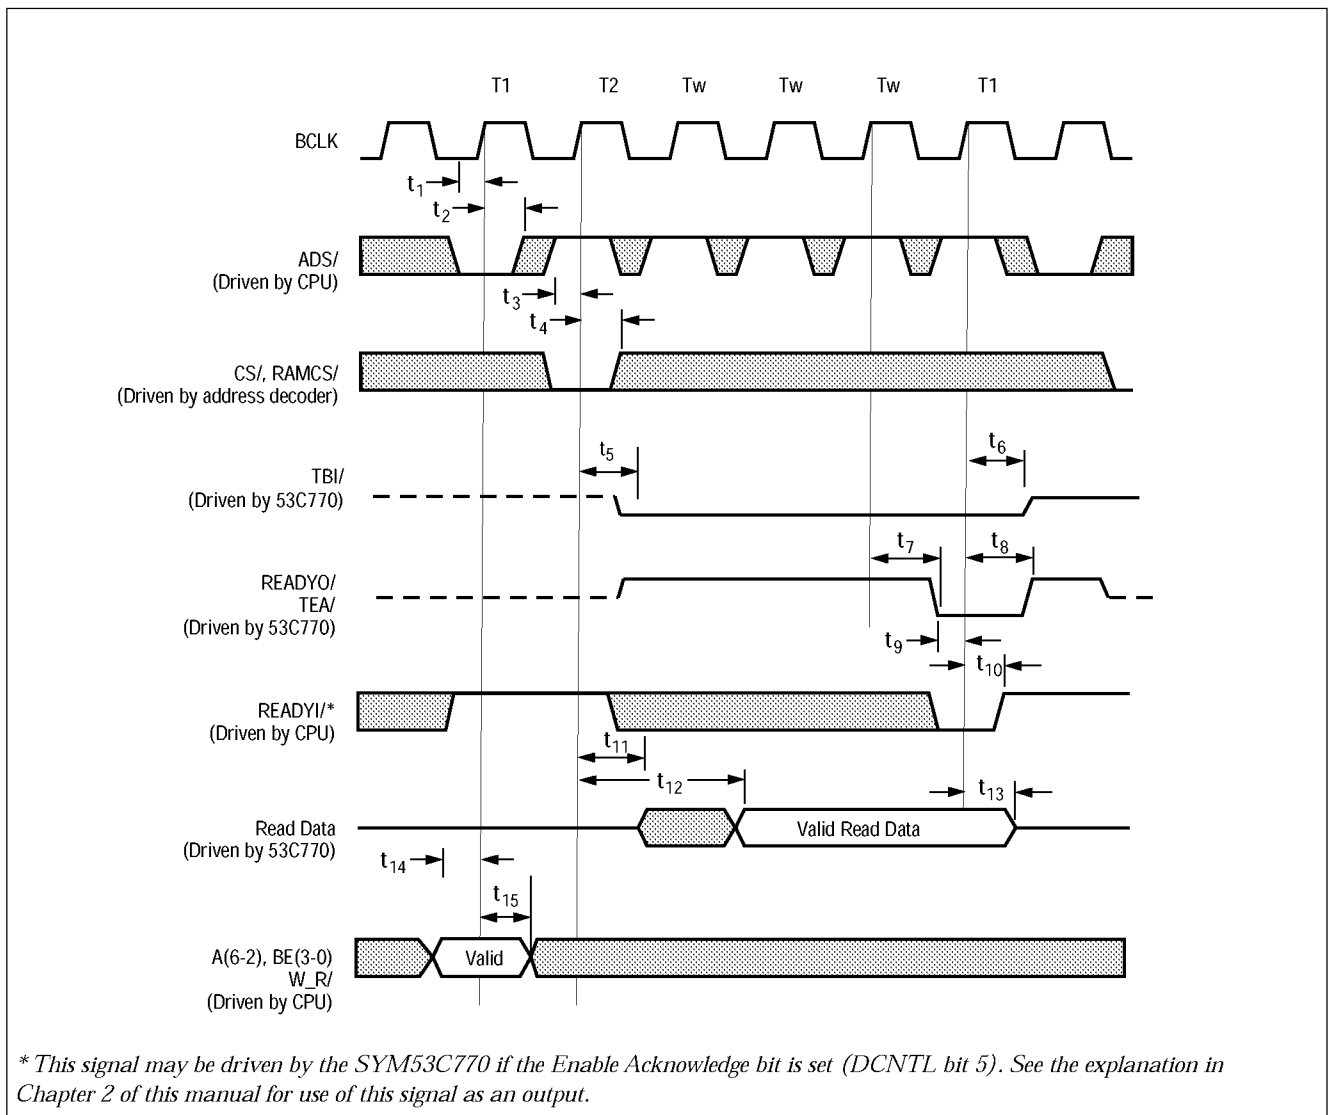 T1 T2 Tw Tw Tw T1
BCLK
t1
t2
ADS/
(Driven by CPU)
t3
t4
CS/, RAMCS/
(Driven by address decoder)
t5 t6
TBI/
(Driven by 53C770)
t7 t8
READYO/
TEA/
(Driven by 53C770)
t9
t10
READYI/*
(Driven by CPU)
t11
t12
t13
Read Data
(Driven by 53C770)
Valid Read Data
t14
t15
A(6-2), BE(3-0)
W_R/
(Driven by CPU)
Valid
* This signal may be driven by the SYM53C770 if the Enable Acknowledge bit is set (DCNTL bit 5). See the explanation in
Chapter 2 of this manual for use of this signal as an output.